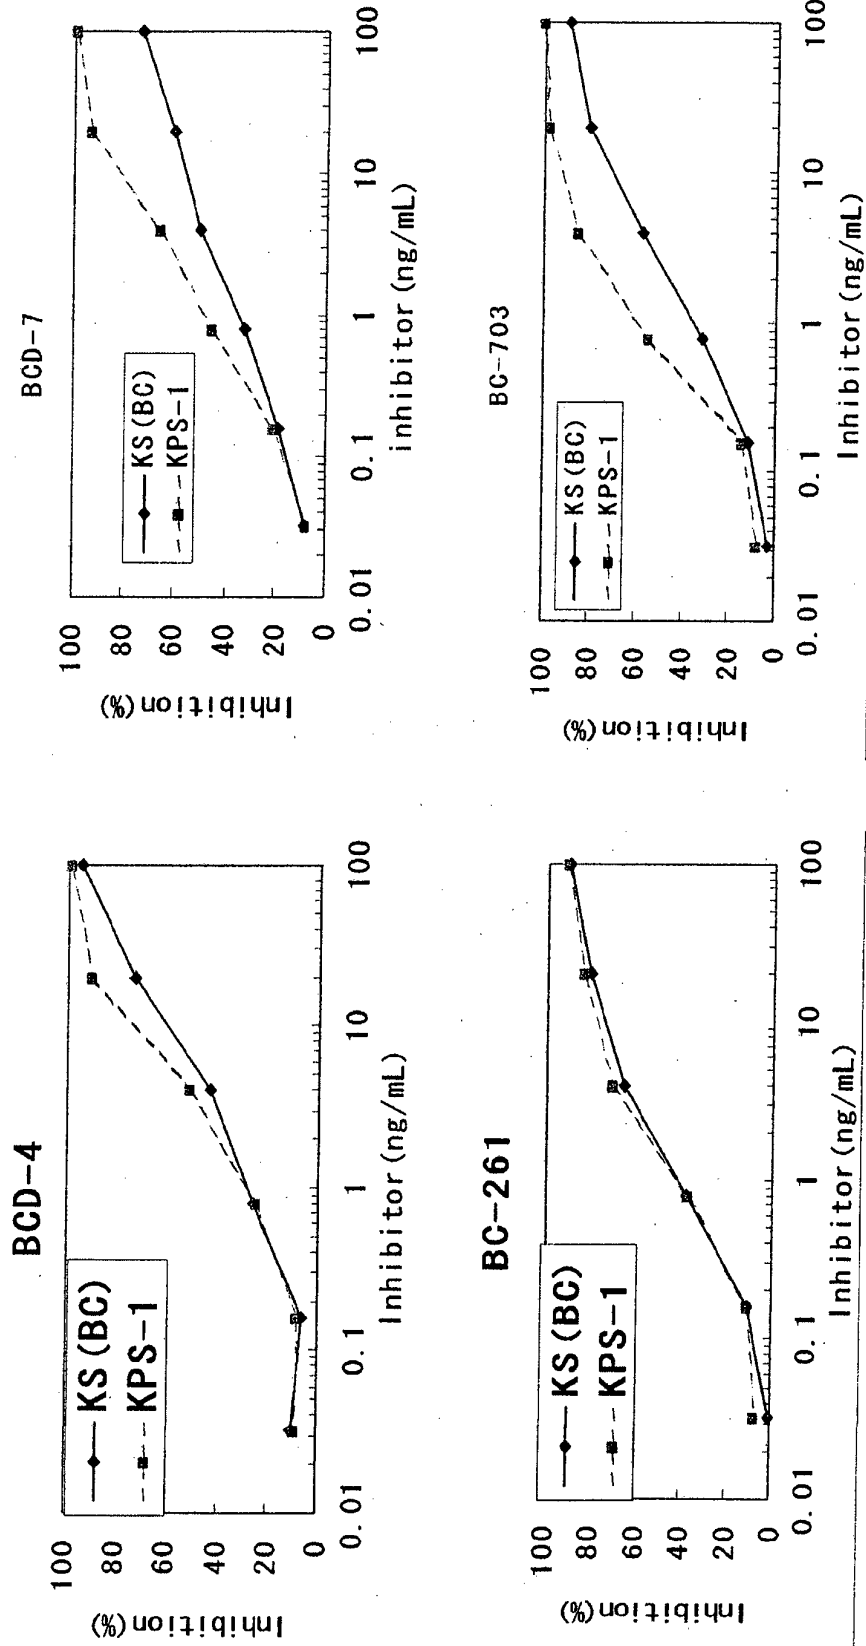 BCD-4
KS(BC)
KPS-1
Inhibition(%)
100
80
60
40
20
0
0.01
0.1
1
10
100
Inhibitor(ng/mL)
BCD-7
KS(BC)
KPS-1
Inhibition(%)
100
80
60
40
20
0
0.01
0.1
1
10
100
inhibitor(ng/mL)
BC-261
KS(BC)
KPS-1
Inhibition(%)
100
80
60
40
20
0
0.01
0.1
1
10
100
Inhibitor(ng/mL)
BC-703
KS(BC)
KPS-1
Inhibition(%)
100
80
60
40
20
0
0.01
0.1
1
10
100
Inhibitor(ng/mL)